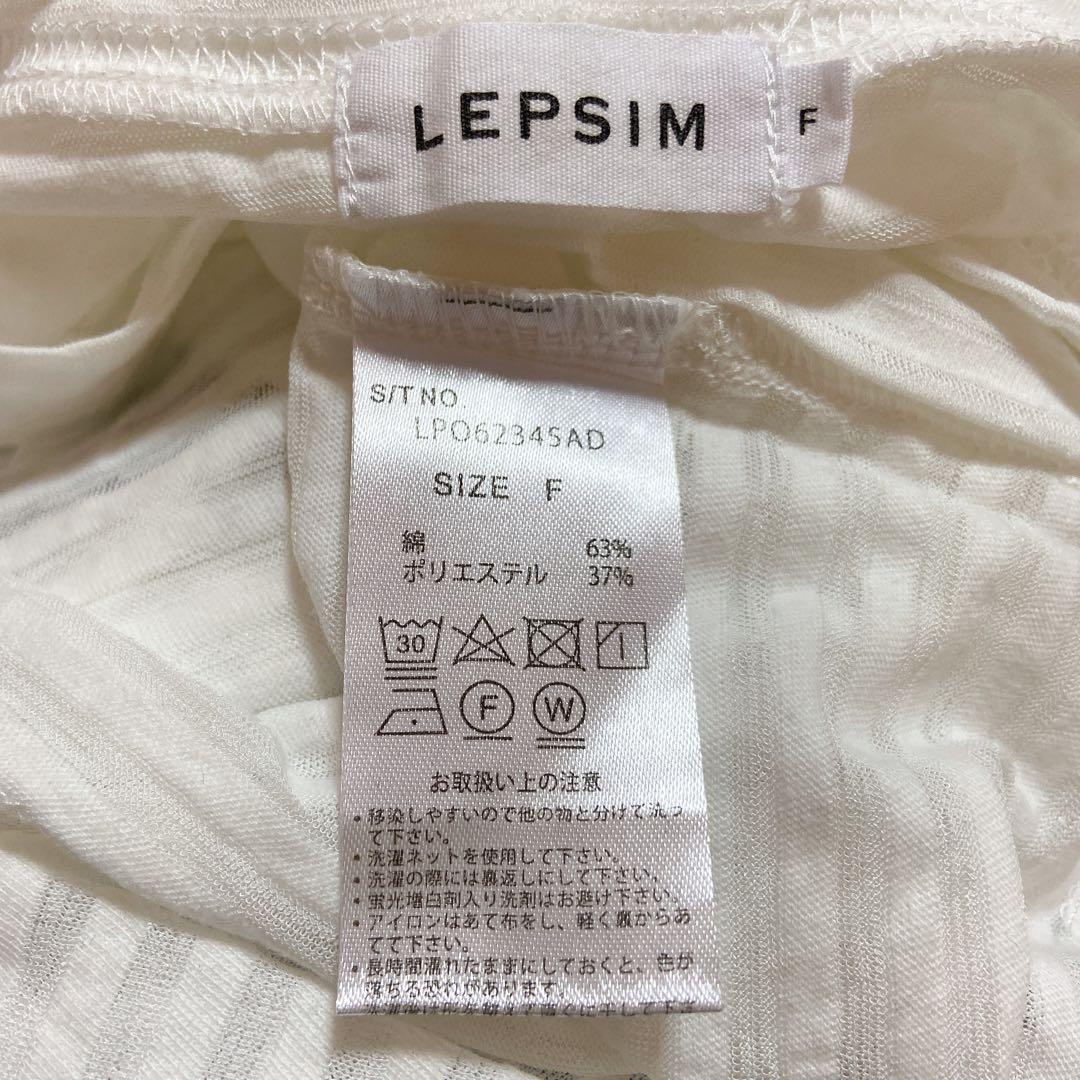 LEPSIM
F
S/T NO.
LPO62345AD
SIZE F
綿 63%
ポリエステル 37%
30
F W
お取扱い上の注意
• 移染しやすいので他の物と分けて洗っ
て下さい。
• 洗濯ネットを使用して下さい。
• 洗濯の際には裏返しにして下さい。
• 蛍光増白剤入り洗剤はお避け下さい。
• アイロンはあて布をし、軽く裏からあ
てて下さい。
• 長時間濡れたままにしておくと、色が
落ちる恐れがあります。